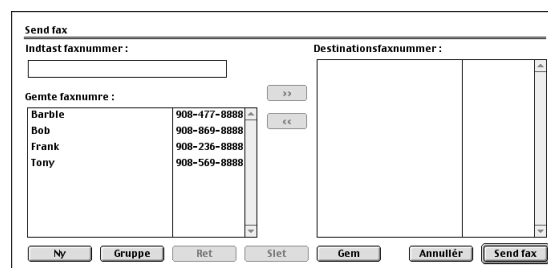 Send fax
Indtast faxnummer :
Destinationsfaxnummer :
>>
<<
Gemte faxnumre :
Barble 908-477-8888
Bob 908-869-8888
Frank 908-236-8888
Tony 908-569-8888
Ny Gruppe Ret Slet Gem Annullér Send fax